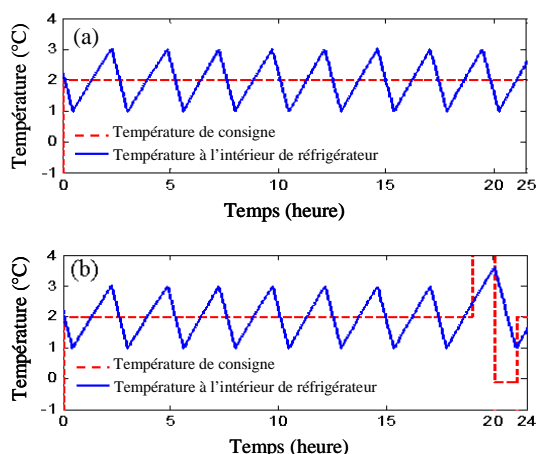 (a)
Température (°C)
4
3
2
1
0
-1
Température de consigne
Température à l’intérieur de réfrigérateur
0 5 10 15 20 25
Temps (heure)
(b)
Température (°C)
4
3
2
1
0
-1
Température de consigne
Température à l’intérieur de réfrigérateur
0 5 10 15 20 24
Temps (heure)